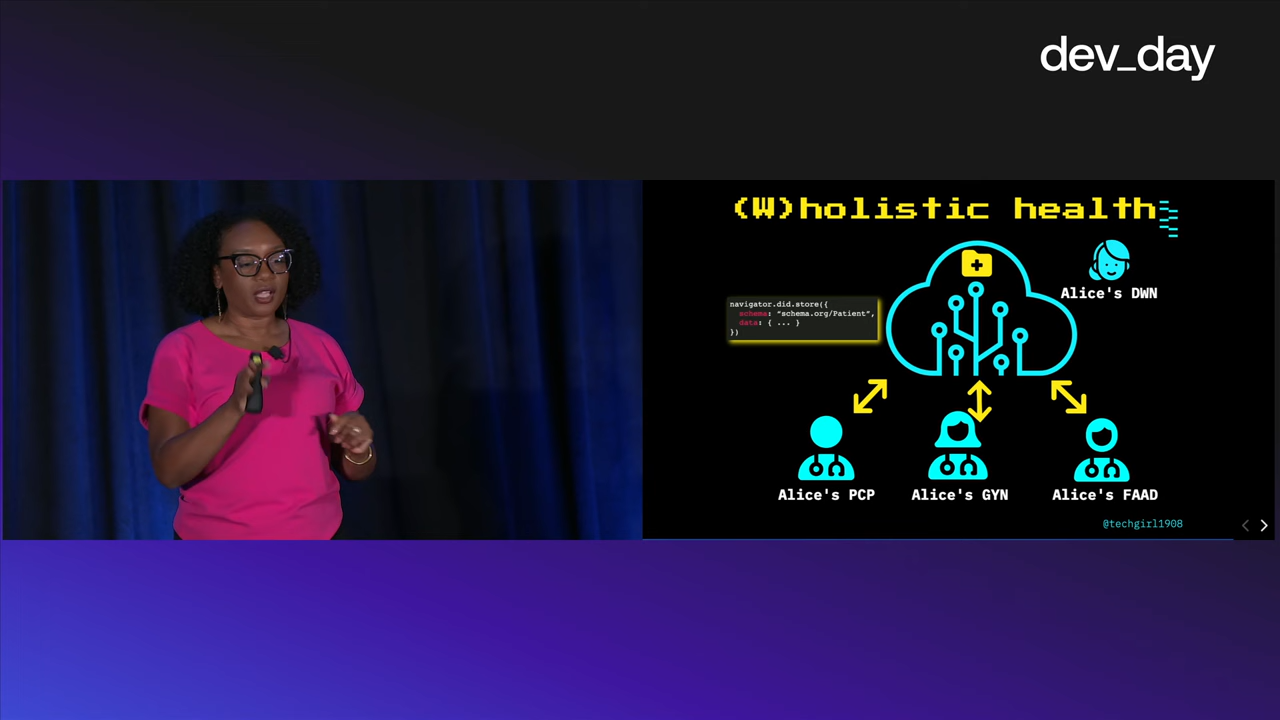 dev_day
(W)holistic health
Alice's DWN
navigator.did.store({
schema: “schema.org/Patient”,
data: { ... }
})
Alice's PCP
Alice's GYN
Alice's FAAD
@techgirl1908